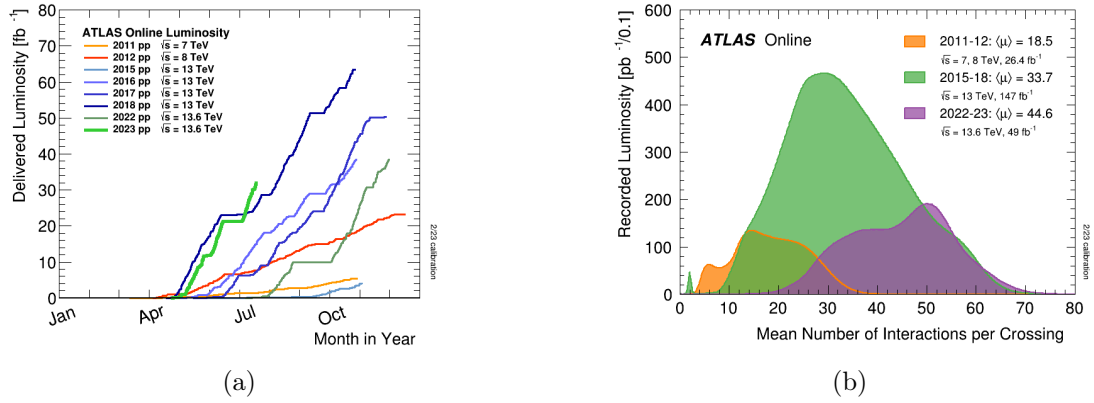 ATLAS Online Luminosity
2011 pp √s = 7 TeV
2012 pp √s = 8 TeV
2015 pp √s = 13 TeV
2016 pp √s = 13 TeV
2017 pp √s = 13 TeV
2018 pp √s = 13 TeV
2022 pp √s = 13.6 TeV
2023 pp √s = 13.6 TeV
Delivered Luminosity [fb⁻¹]
80
70
60
50
40
30
20
10
0
Jan Apr Jul Oct
Month in Year
2/23 calibration
(a)
ATLAS Online
2011-12: ⟨μ⟩ = 18.5
√s = 7, 8 TeV, 26.4 fb⁻¹
2015-18: ⟨μ⟩ = 33.7
√s = 13 TeV, 147 fb⁻¹
2022-23: ⟨μ⟩ = 44.6
√s = 13.6 TeV, 49 fb⁻¹
Recorded Luminosity [pb⁻¹/0.1]
600
500
400
300
200
100
0
0 10 20 30 40 50 60 70 80
Mean Number of Interactions per Crossing
2/23 calibration
(b)